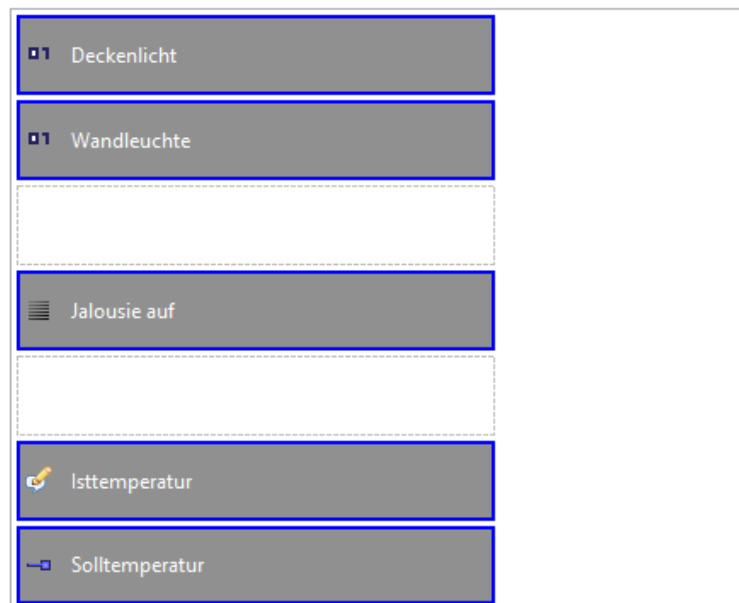 Deckenlicht
Wandleuchte
Jalousie auf
Isttemperatur
Solltemperatur